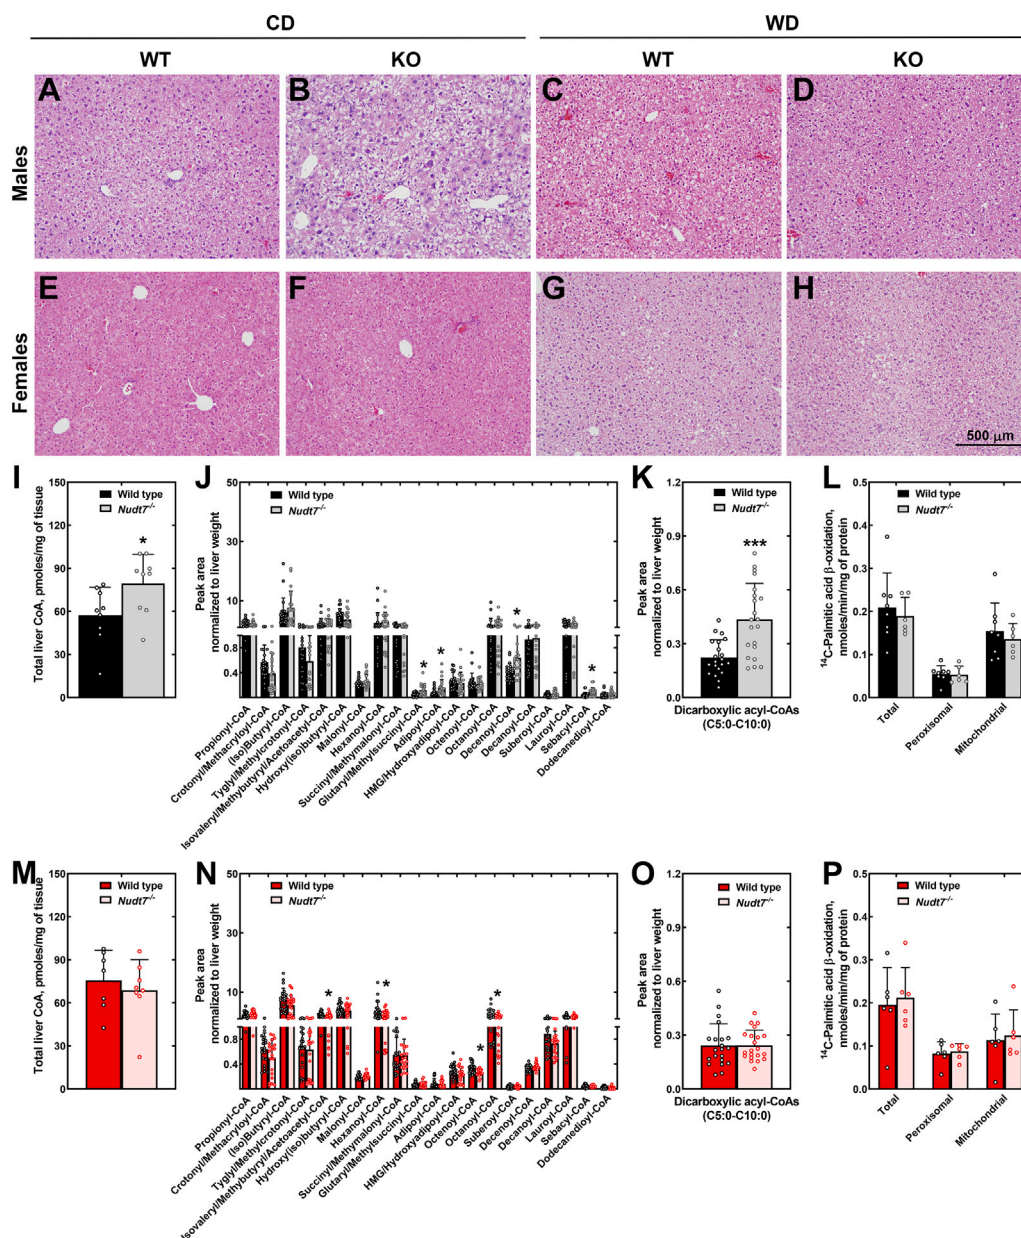 CD
WD
WT
KO
WT
KO
Males
A
B
C
D
Females
E
F
G
H
500 μm
I
Total liver CoA, pmoles/mg of tissue
150
120
90
60
30
0
Wild type
Nudt7-/-
*
J
Peak area
normalized to liver weight
50
30
10
0.8
0.4
Wild type
Nudt7-/-
* * * *
Propionyl-CoA
Crotonyl/Methacrylyl-CoA
(Iso)Butyryl-CoA
Tyglyl/Methylcrotonyl-CoA
Isovaleryl/Methybutyryl/Acetoacetyl-CoA
Hydroxy(iso)butyryl-CoA
Malonyl-CoA
Hexanoyl-CoA
Succinyl/Methymalonyl-CoA
Glutaryl/Methylsuccinyl-CoA
Adipoyl-CoA
HMG/Hydroxyadipoyl-CoA
Octenoyl-CoA
Octanoyl-CoA
Decenoyl-CoA
Decanoyl-CoA
Suberoyl-CoA
Lauroyl-CoA
Sebacyl-CoA
Dodecanedioyl-CoA
K
Peak area
normalized to liver weight
1.2
0.9
0.6
0.3
0.0
Wild type
Nudt7-/-
***
Dicarboxylic acyl-CoAs
(C5:0-C10:0)
L
14C-Palmitic acid β-oxidation,
nmoles/min/mg of protein
0.5
0.4
0.3
0.2
0.1
0.0
Wild type
Nudt7-/-
Total
Peroxisomal
Mitochondrial
M
Total liver CoA, pmoles/mg of tissue
150
120
90
60
30
0
Wild type
Nudt7-/-
N
Peak area
normalized to liver weight
50
30
10
0.8
0.4
Wild type
Nudt7-/-
* * * *
Propionyl-CoA
Crotonyl/Methacrylyl-CoA
(Iso)Butyryl-CoA
Tyglyl/Methylcrotonyl-CoA
Isovaleryl/Methybutyryl/Acetoacetyl-CoA
Hydroxy(iso)butyryl-CoA
Malonyl-CoA
Hexanoyl-CoA
Succinyl/Methymalonyl-CoA
Glutaryl/Methylsuccinyl-CoA
Adipoyl-CoA
HMG/Hydroxyadipoyl-CoA
Octenoyl-CoA
Octanoyl-CoA
Suberoyl-CoA
Decenoyl-CoA
Decanoyl-CoA
Lauroyl-CoA
Sebacyl-CoA
Dodecanedioyl-CoA
O
Peak area
normalized to liver weight
1.2
0.9
0.6
0.3
0.0
Wild type
Nudt7-/-
Dicarboxylic acyl-CoAs
(C5:0-C10:0)
P
14C-Palmitic acid β-oxidation,
nmoles/min/mg of protein
0.5
0.4
0.3
0.2
0.1
0.0
Wild type
Nudt7-/-
Total
Peroxisomal
Mitochondrial